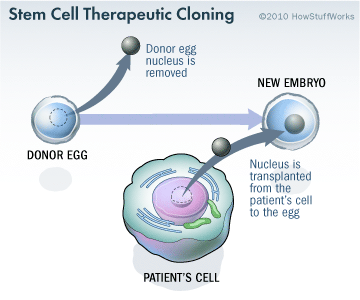 Stem Cell Therapeutic Cloning
©2010 HowStuffWorks
Donor egg
nucleus is
removed
NEW EMBRYO
DONOR EGG
Nucleus is
transplanted
from the
patient's cell
to the egg
PATIENT'S CELL